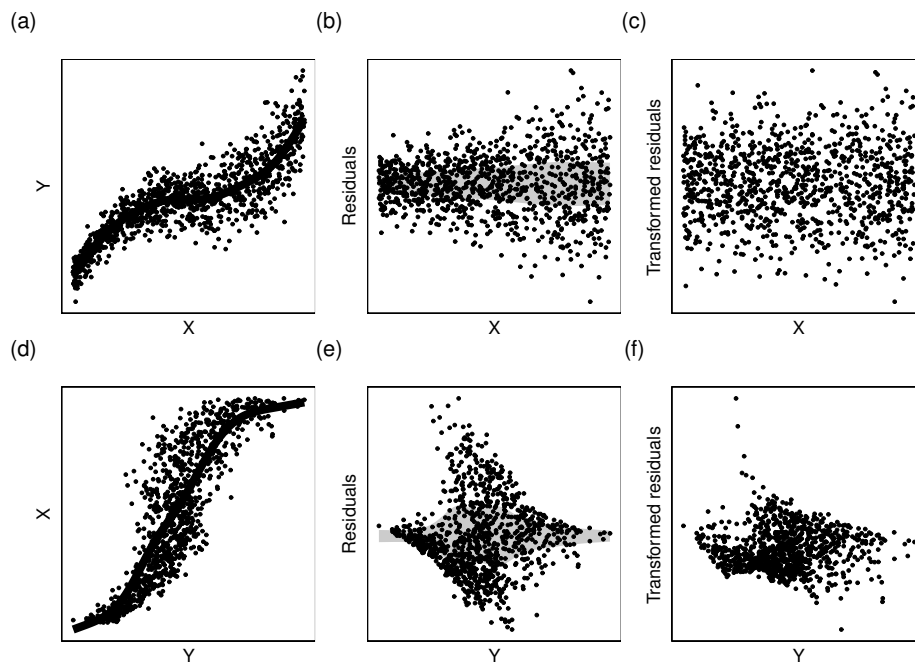 (a)
(b)
(c)
Y
X
Residuals
X
Transformed residuals
X
(d)
(e)
(f)
X
Y
Residuals
Y
Transformed residuals
Y